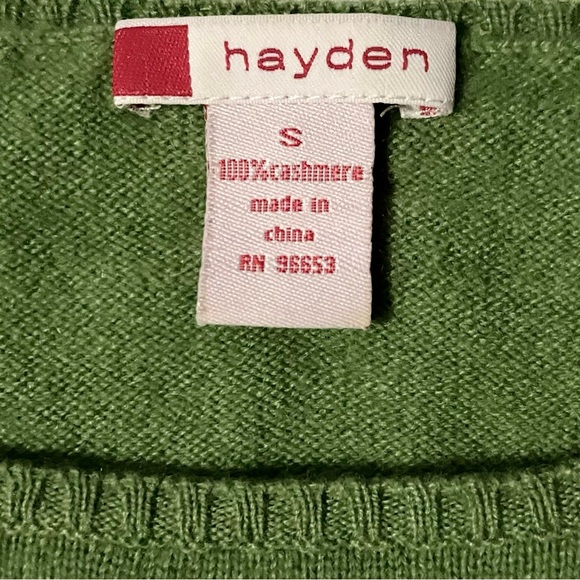 hayden
S
100%cashmere
made in
china
RN 96653